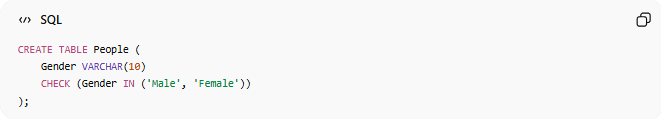 SQL
CREATE TABLE People (
    Gender VARCHAR(10)
    CHECK (Gender IN ('Male', 'Female'))
);